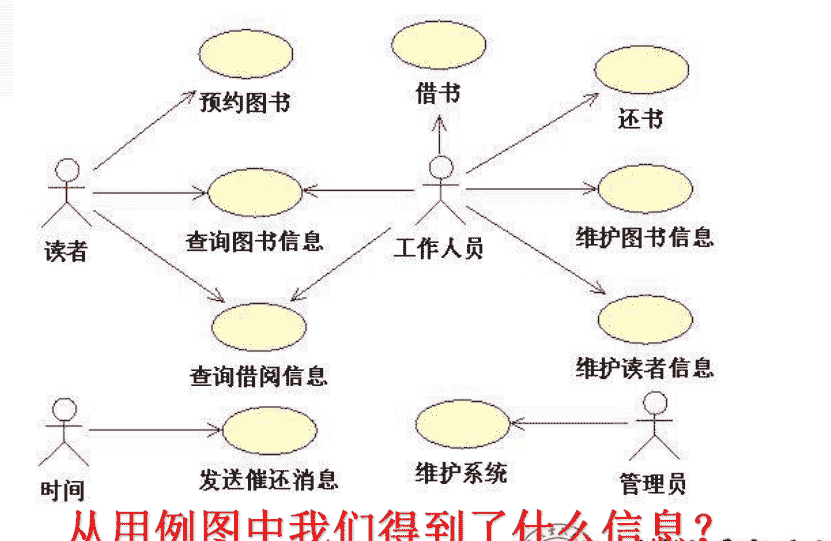 预约图书
借书
还书
读者
查询图书信息
工作人员
维护图书信息
查询借阅信息
维护读者信息
时间
发送催还消息
维护系统
管理员
从用例图中我们得到了什么信息?